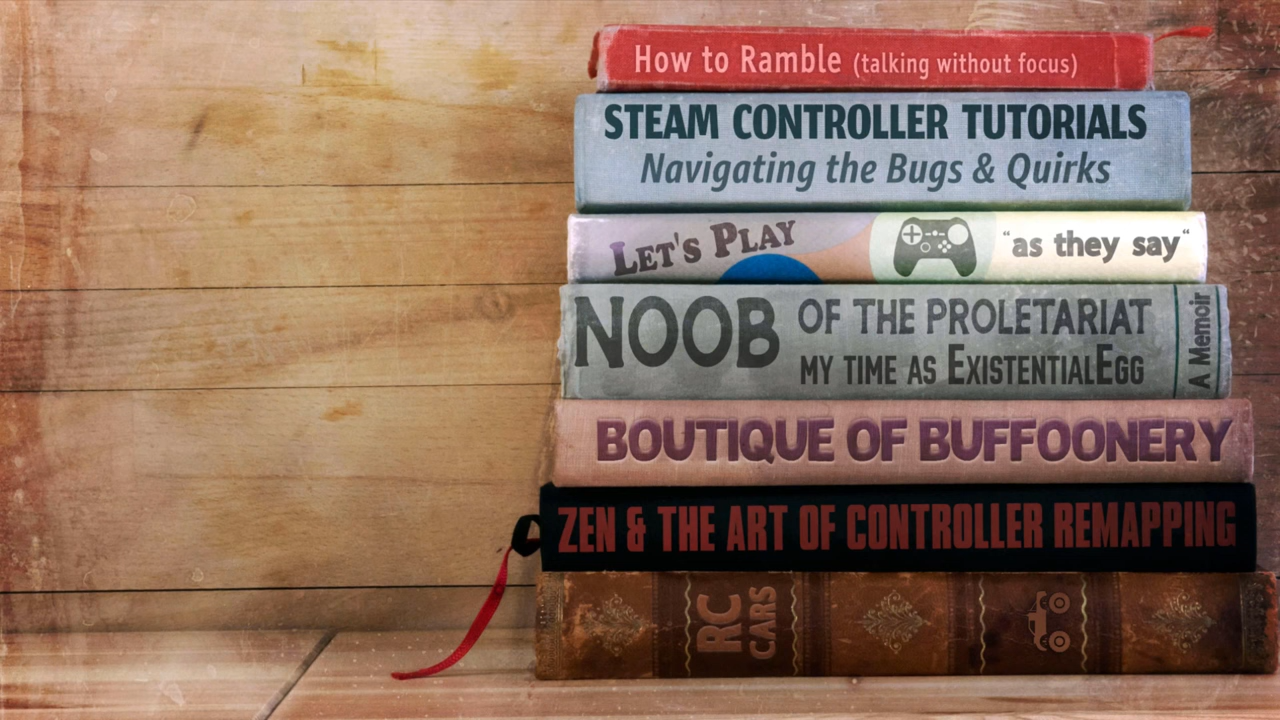 How to Ramble (talking without focus)
STEAM CONTROLLER TUTORIALS
Navigating the Bugs & Quirks
LET'S PLAY
"as they say"
NOOB
OF THE PROLETARIAT
MY TIME AS EXISTENTIALEGG
A Memoir
BOUTIQUE OF BUFFOONERY
ZEN & THE ART OF CONTROLLER REMAPPING
RC
CARS